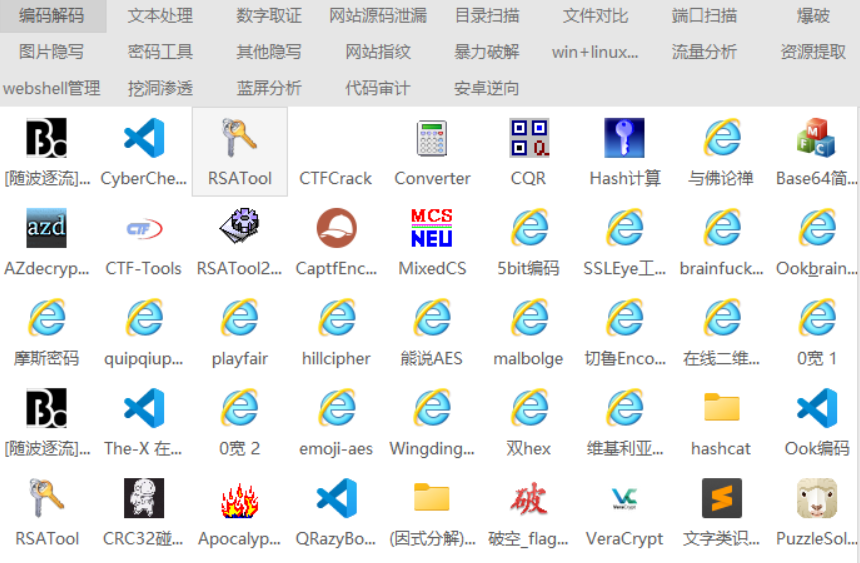 编码解码 文本处理 数字取证 网站源码泄漏 目录扫描 文件对比 端口扫描 爆破
图片隐写 密码工具 其他隐写 网站指纹 暴力破解 win+linux... 流量分析 资源提取
webshell管理 挖洞渗透 蓝屏分析 代码审计 安卓逆向
[随波逐流]... CyberChe... RSATool CTFCrack Converter CQR Hash计算 与佛论禅 Base64简...
azd CTF MCS NEU
AZdecryp... CTF-Tools RSATool2... CaptfEnc... MixedCS 5bit编码 SSLEye工... brainfuck... Ookbrain...
摩斯密码 quipqiup... playfair hillcipher 能说AES malbolge 切鲁Enco... 在线二维... 0宽 1
[随波逐流]... The-X 在... 0宽 2 emoji-aes Wingding... 双hex 维基利亚... hashcat Ook编码
破 VC VeraCrypt
RSATool CRC32碰... Apocalyp... QRazyBo... (因式分解)... 破空_flag... VeraCrypt 文字类识... PuzzleSol...